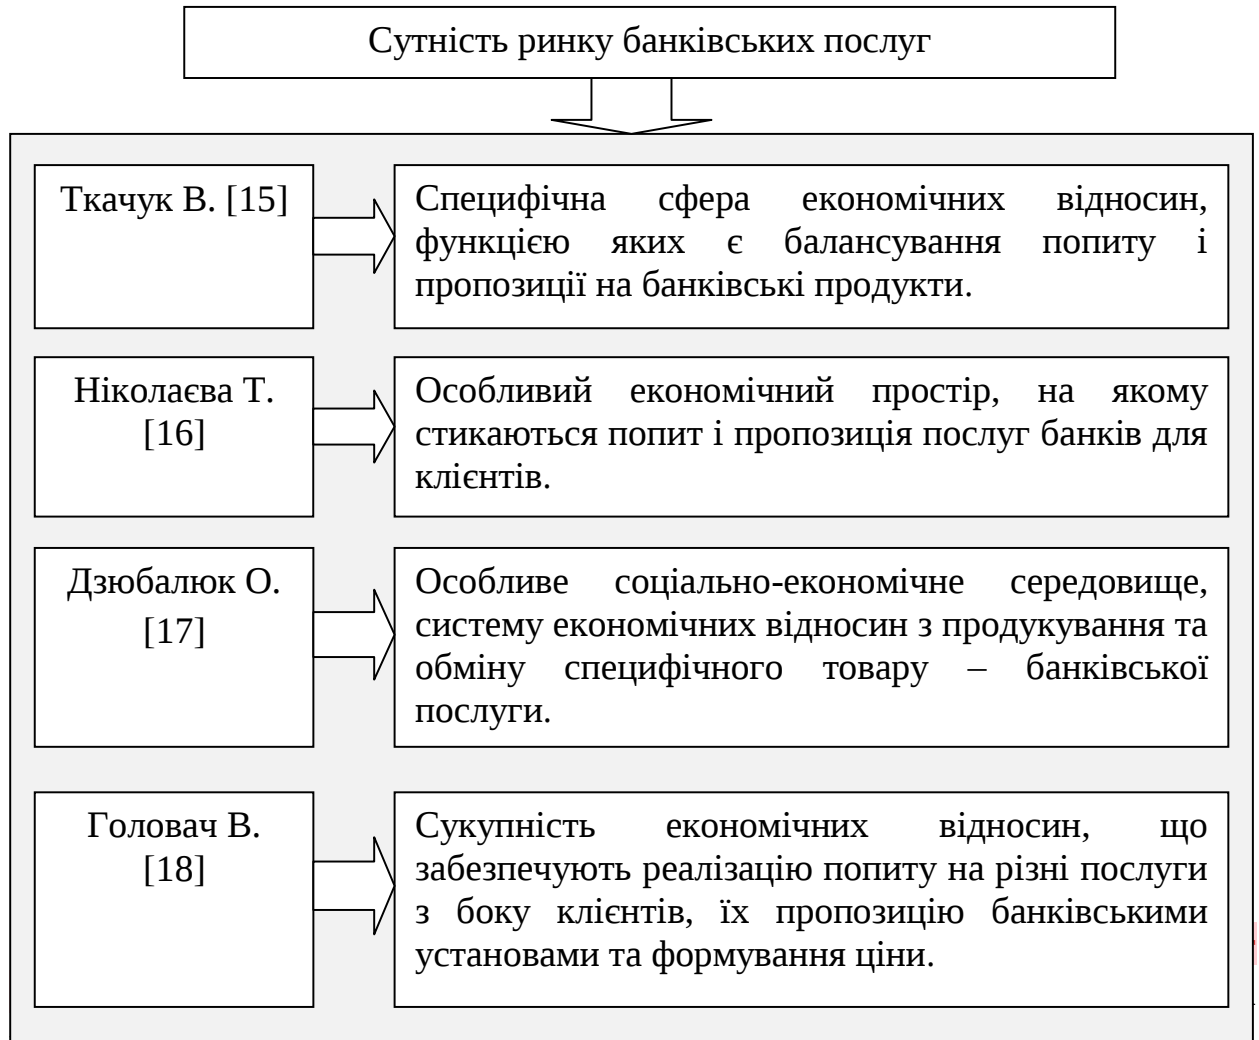 Сутність ринку банківських послуг
Ткачук В. [15]
Специфічна сфера економічних відносин,
функцією яких є балансування попиту і
пропозиції на банківські продукти.
Ніколаєва Т.
[16]
Особливий економічний простір, на якому
стикаються попит і пропозиція послуг банків для
клієнтів.
Дзюбалюк О.
[17]
Особливе соціально-економічне середовище,
систему економічних відносин з продукування та
обміну специфічного товару – банківської
послуги.
Головач В.
[18]
Сукупність економічних відносин, що
забезпечують реалізацію попиту на різні послуги
з боку клієнтів, їх пропозицію банківськими
установами та формування ціни.